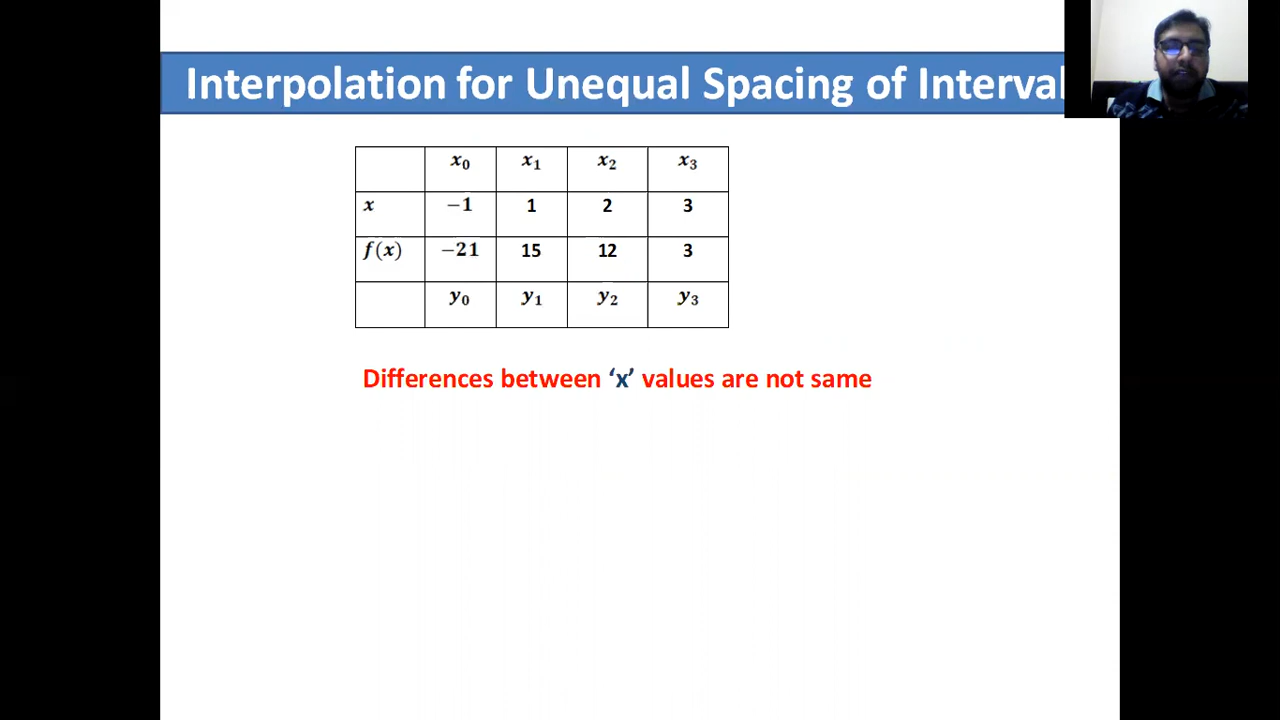 Interpolation for Unequal Spacing of Interval
x₀ x₁ x₂ x₃
x −1 1 2 3
f(x) −21 15 12 3
y₀ y₁ y₂ y₃
Differences between ‘x’ values are not same